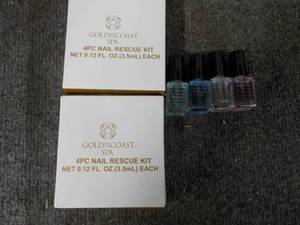 GOLD COAST
SPA
4PC NAIL RESCUE KIT
NET 0.12 FL. OZ.(3.5mL) EACH
GOLD COAST
SPA
4PC NAIL RESCUE KIT
NET 0.12 FL. OZ.(3.5mL) EACH